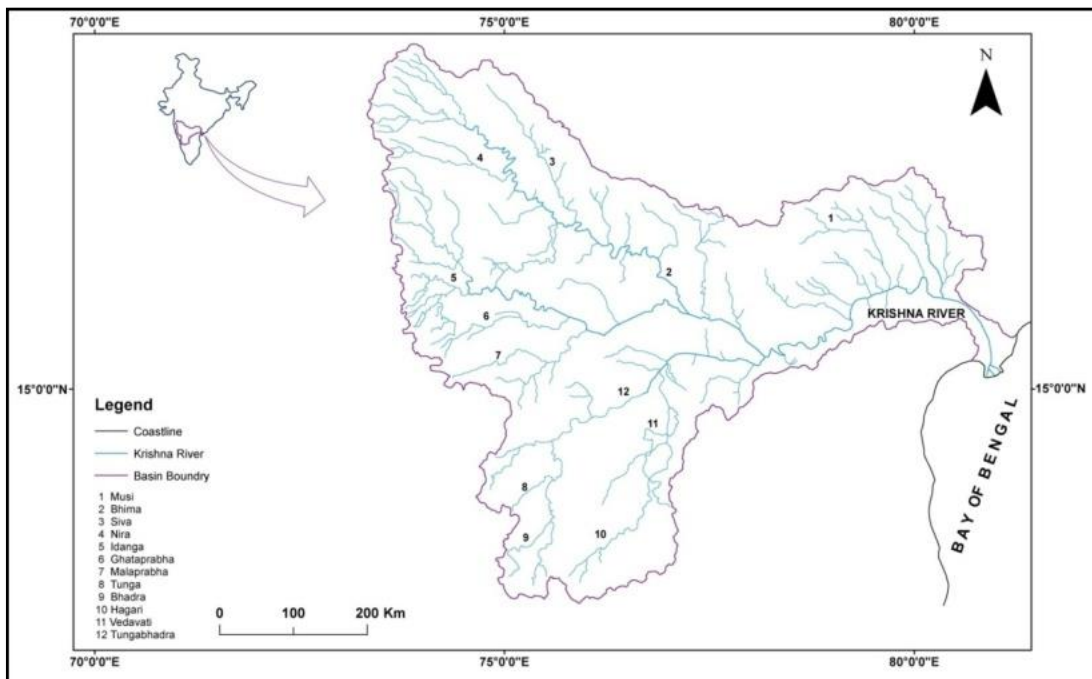 70°0'0"E 75°0'0"E 80°0'0"E
N
4
3
1
2
5
KRISHNA RIVER
6
7
15°0'0"N 15°0'0"N
12
Legend
11
Coastline
Krishna River
Basin Boundry
8
9
10
BAY OF BENGAL
1 Musi
2 Bhima
3 Siva
4 Nira
5 Idanga
6 Ghataprabha
7 Malaprabha
8 Tunga
9 Bhadra
10 Hagari
11 Vedavati
12 Tungabhadra
0 100 200 Km
70°0'0"E 75°0'0"E 80°0'0"E